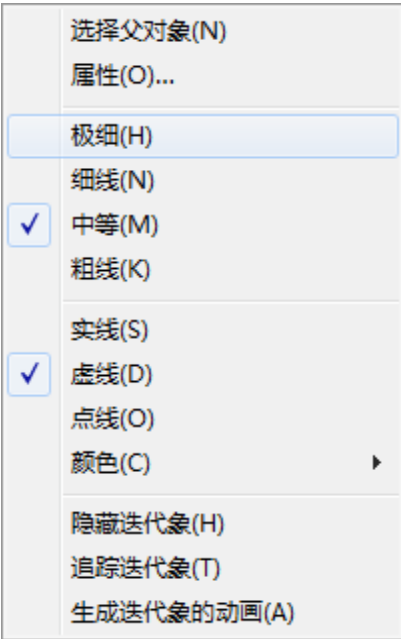 选择父对象(N)
属性(O)...
极细(H)
细线(N)
中等(M)
粗线(K)
实线(S)
虚线(D)
点线(O)
颜色(C)
隐藏迭代象(H)
追踪迭代象(T)
生成迭代象的动画(A)